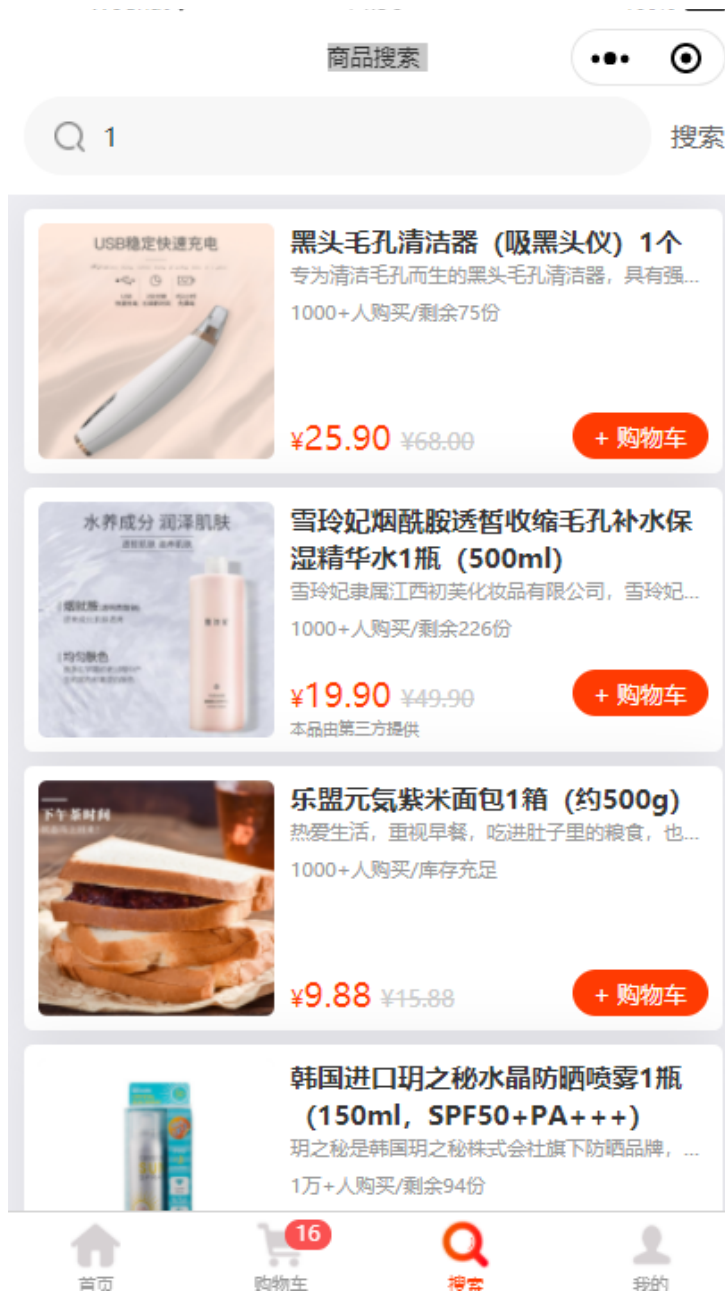 商品搜索
1
搜索
USB稳定快速充电
黑头毛孔清洁器（吸黑头仪）1个
专为清洁毛孔而生的黑头毛孔清洁器，具有强...
1000+人购买/剩余75份
¥25.90 ¥68.00
+ 购物车
水养成分 润泽肌肤
雪玲妃烟酰胺透皙收缩毛孔补水保
湿精华水1瓶（500ml）
雪玲妃隶属江西初芙化妆品有限公司，雪玲妃...
1000+人购买/剩余226份
¥19.90 ¥49.90
+ 购物车
本品由第三方提供
均匀肤色
下午茶时间
乐盟元気紫米面包1箱（约500g）
热爱生活，重视早餐，吃进肚子里的粮食，也...
1000+人购买/库存充足
¥9.88 ¥15.88
+ 购物车
韩国进口玥之秘水晶防晒喷雾1瓶
（150ml，SPF50+PA+++）
玥之秘是韩国玥之秘株式会社旗下防晒品牌，...
1万+人购买/剩余94份
16
首页
购物车
搜索
我的